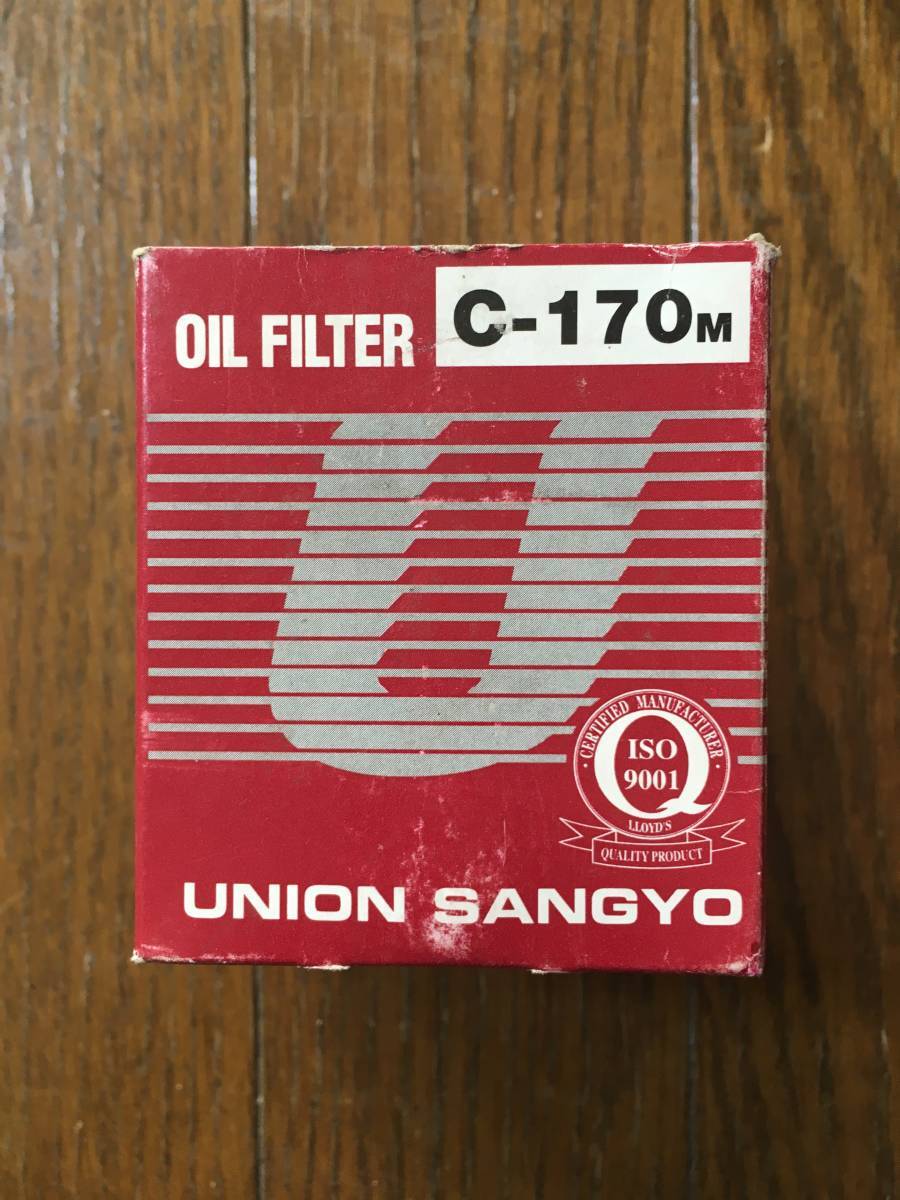 OIL FILTER C-170M
U
CERTIFIED MANUFACTURER
ISO
9001
Q
LLOYD'S
QUALITY PRODUCT
UNION SANGYO